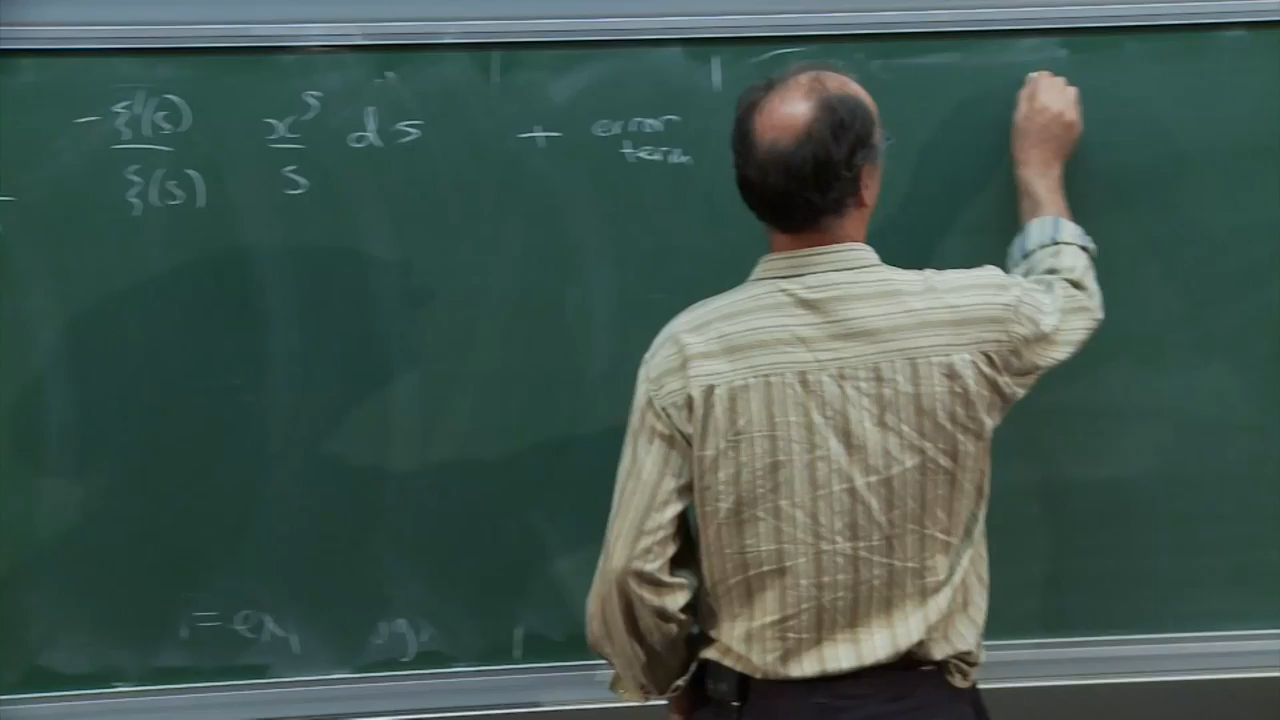 - ξ'(s) x^s ds + error
ξ(s) s term